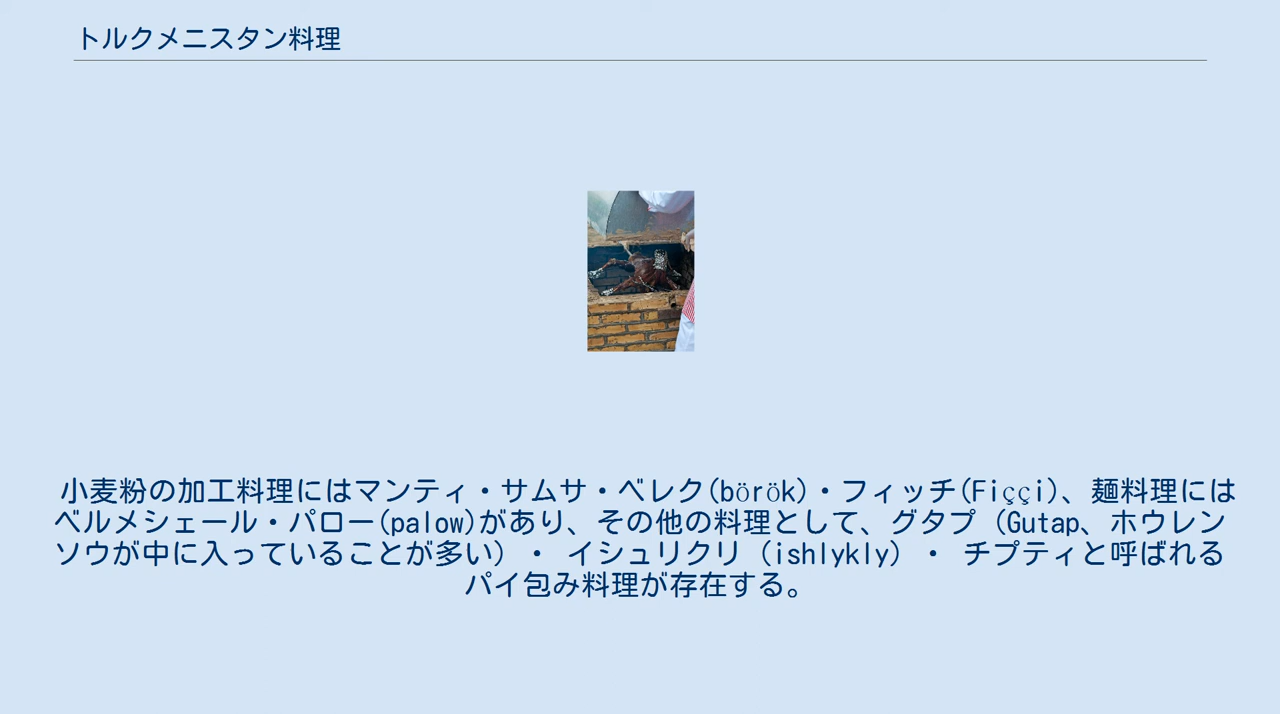 トルクメニスタン料理
小麦粉の加工料理にはマンティ・サムサ・ベレク(börök)・フィッチ(Fiççi)、麺料理には
ベルメシェール・パロー(palow)があり、その他の料理として、グタプ（Gutap、ホウレン
ソウが中に入っていることが多い）・ イシュリクリ（ishlykly）・ チプティと呼ばれる
パイ包み料理が存在する。